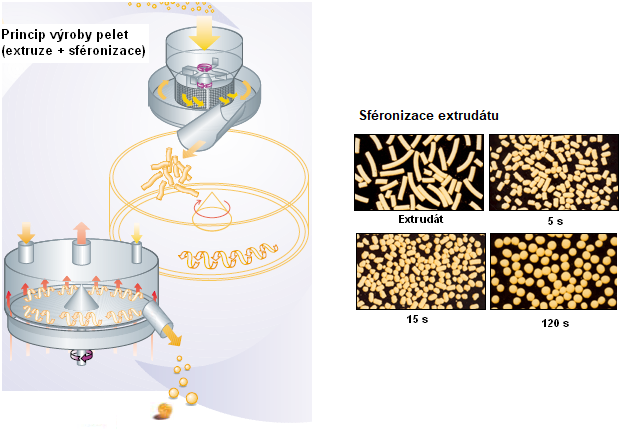 Princip výroby pelet
(extruze + sféronizace)
Sféronizace extrudátu
Extrudát
5 s
15 s
120 s